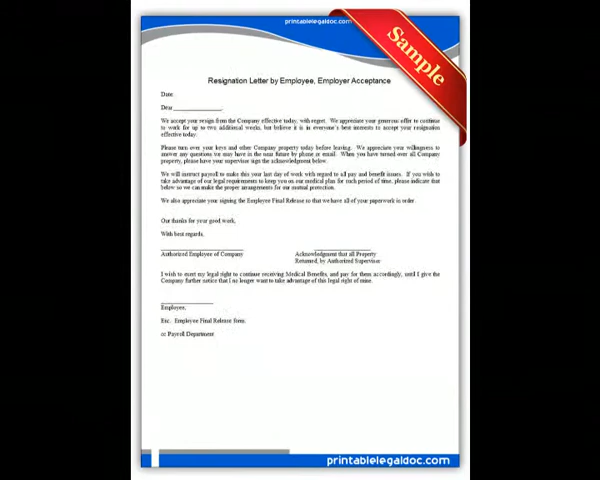 printablelegaldoc.com
Sample
Resignation Letter by Employee, Employer Acceptance
Date:
Dear
We accept your resign from the Company effective today, with regret. We appreciate your generous offer to continue
to work for up to two additional weeks, but believe it is in everyone's best interests to accept your resignation
effective today.
Please turn over your keys and other Company property today before leaving. We appreciate your willingness to
answer any questions we may have in the near future by phone or email. When you have turned over all Company
property, please have your supervisor sign the acknowledgment below.
We will instruct payroll to make this your last day of work with regard to all pay and benefit issues. If you wish to
take advantage of our legal requirements to keep you on our medical plan for such period of time, please indicate that
below so we can make the proper arrangements for our mutual protection.
We also appreciate your signing the Employee Final Release so that we have all of your paperwork in order.
Our thanks for your good work,
With best regards,
Authorized Employee of Company
Acknowledgment that all Property
Returned, by Authorized Supervisor
I wish to meet my legal right to continue receiving Medical Benefits, and pay for them accordingly, until I give the
Company further notice that I no longer want to take advantage of this legal right of mine.
Employee,
Enc. Employee Final Release form.
cc Payroll Department
printablelegaldoc.com